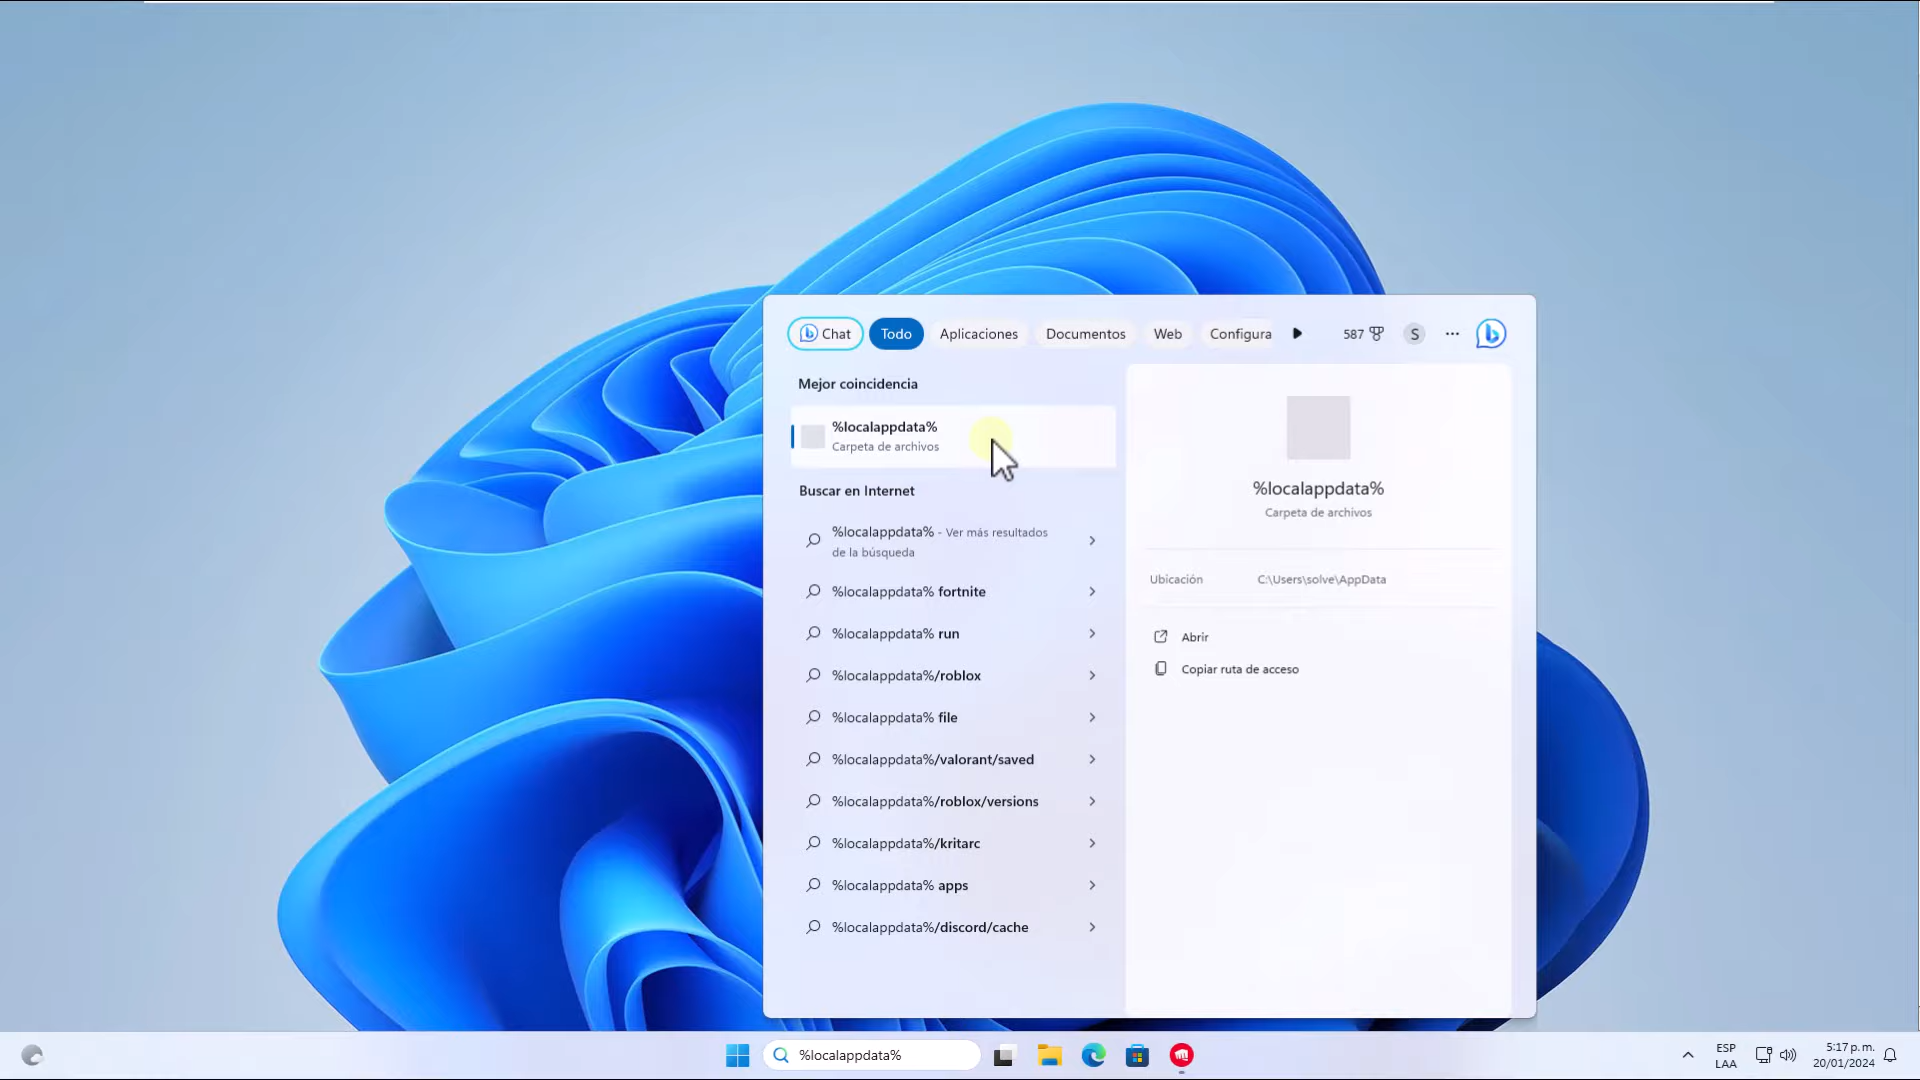 Chat
Todo
Aplicaciones
Documentos
Web
Configura
587
S
Mejor coincidencia
%localappdata%
Carpeta de archivos
Buscar en Internet
%localappdata% - Ver más resultados
de la búsqueda
%localappdata% fortnite
%localappdata% run
%localappdata%/roblox
%localappdata% file
%localappdata%/valorant/saved
%localappdata%/roblox/versions
%localappdata%/kritarc
%localappdata% apps
%localappdata%/discord/cache
%localappdata%
Carpeta de archivos
Ubicación C:\Users\solve\AppData
Abrir
Copiar ruta de acceso
%localappdata%
ESP
LAA
5:17 p. m.
20/01/2024